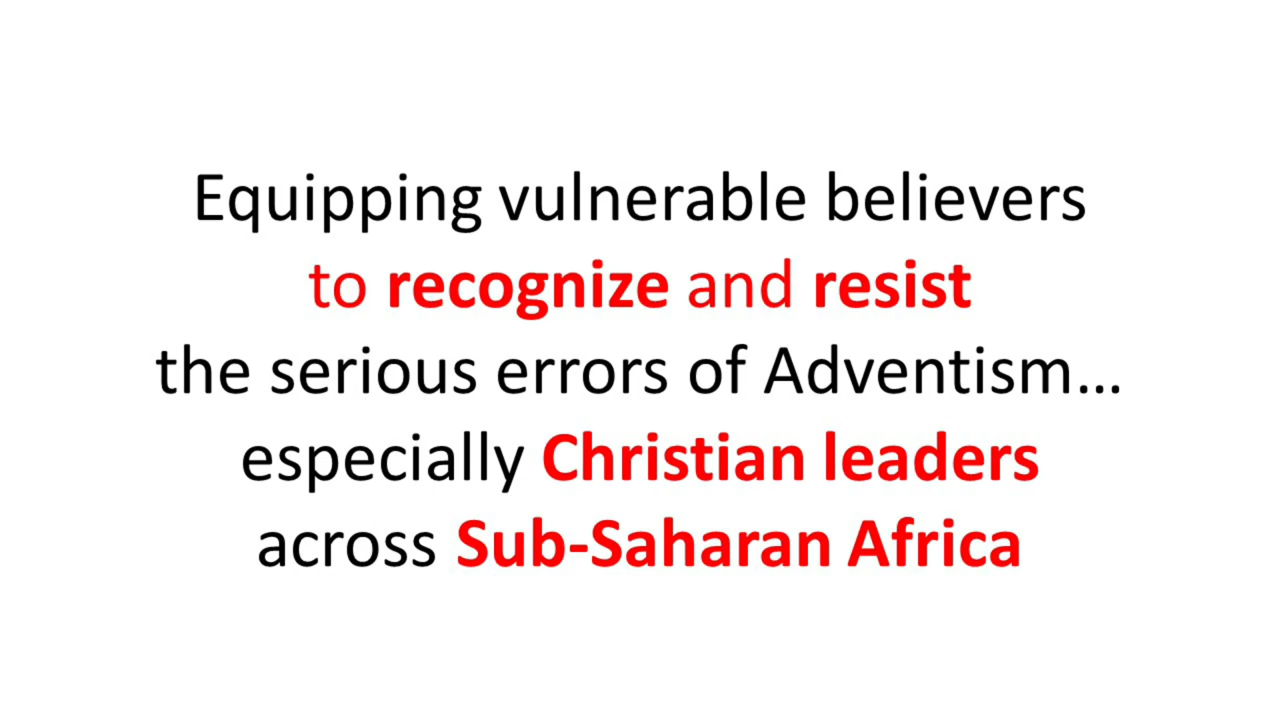 Equipping vulnerable believers
to recognize and resist
the serious errors of Adventism...
especially Christian leaders
across Sub-Saharan Africa